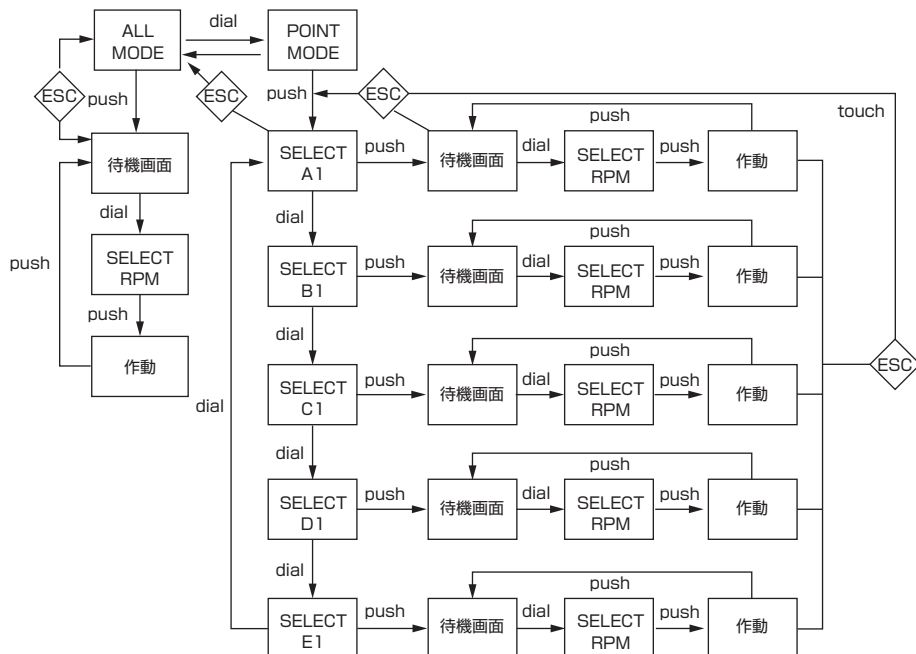 ALL
MODE
dial
POINT
MODE
ESC
push
ESC
push
ESC
push
touch
待機画面
SELECT
A1
push
待機画面
dial
SELECT
RPM
push
作動
dial
dial
push
SELECT
RPM
push
SELECT
B1
push
待機画面
dial
SELECT
RPM
push
作動
push
dial
push
作動
ESC
dial
SELECT
C1
push
待機画面
dial
SELECT
RPM
push
作動
dial
push
SELECT
D1
push
待機画面
dial
SELECT
RPM
push
作動
dial
push
SELECT
E1
push
待機画面
dial
SELECT
RPM
push
作動